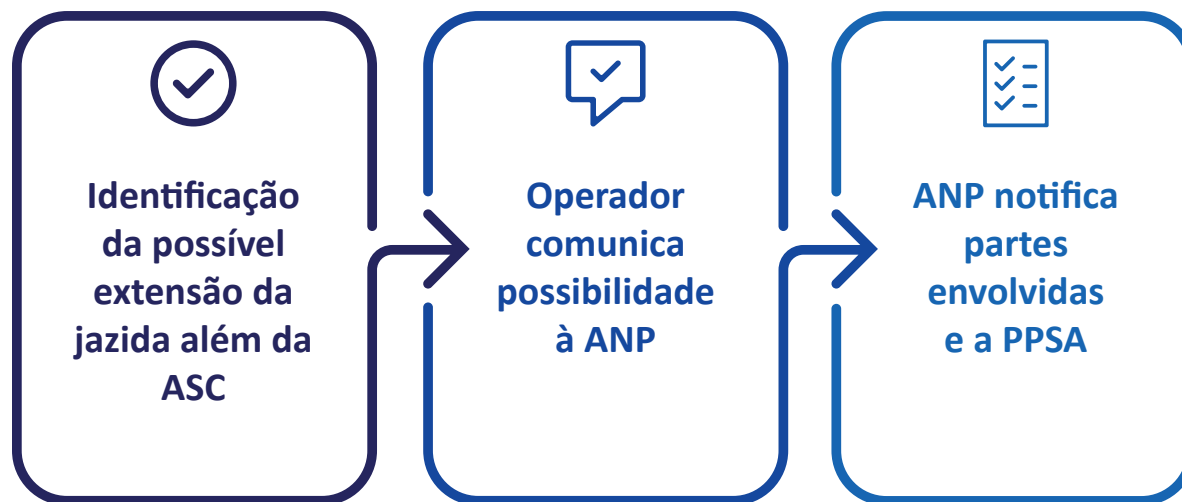 Identificação
da possível
extensão da
jazida além da
ASC
Operador
comunica
possibilidade
à ANP
ANP notifica
partes
envolvidas
e a PPSA